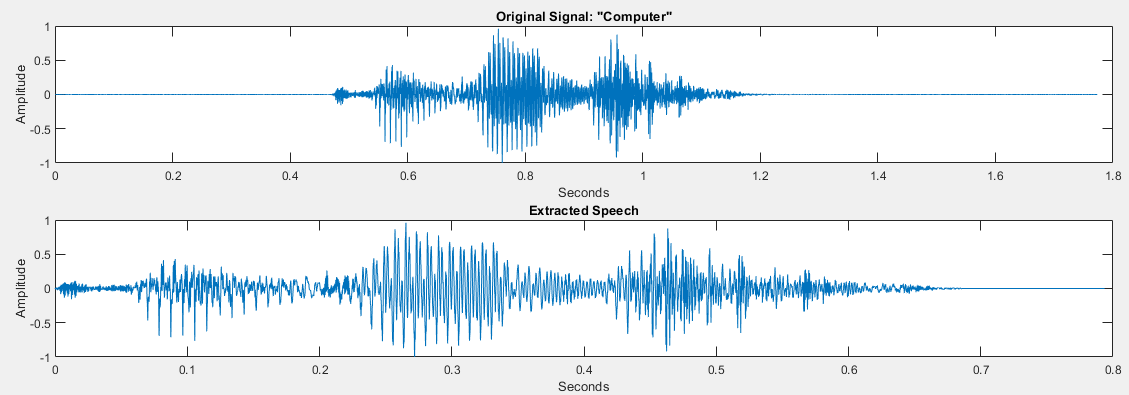 Original Signal: "Computer"
1
0.5
0
-0.5
-1
Amplitude
0 0.2 0.4 0.6 0.8 1 1.2 1.4 1.6 1.8
Seconds
Extracted Speech
1
0.5
0
-0.5
-1
Amplitude
0 0.1 0.2 0.3 0.4 0.5 0.6 0.7 0.8
Seconds